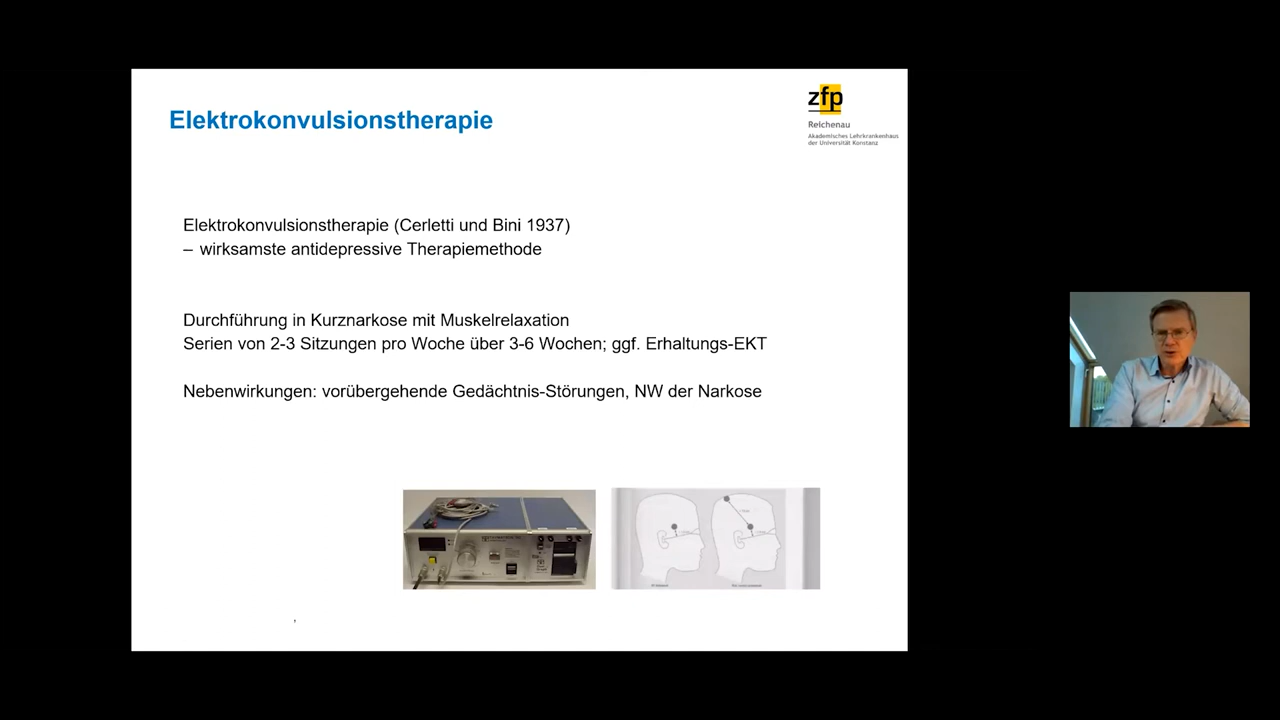 Elektrokonvulsionstherapie
zfp
Reichenau
Akademisches Lehrkrankenhaus
der Universität Konstanz
Elektrokonvulsionstherapie (Cerletti und Bini 1937)
– wirksamste antidepressive Therapiemethode
Durchführung in Kurznarkose mit Muskelrelaxation
Serien von 2-3 Sitzungen pro Woche über 3-6 Wochen; ggf. Erhaltungs-EKT
Nebenwirkungen: vorübergehende Gedächtnis-Störungen, NW der Narkose
,